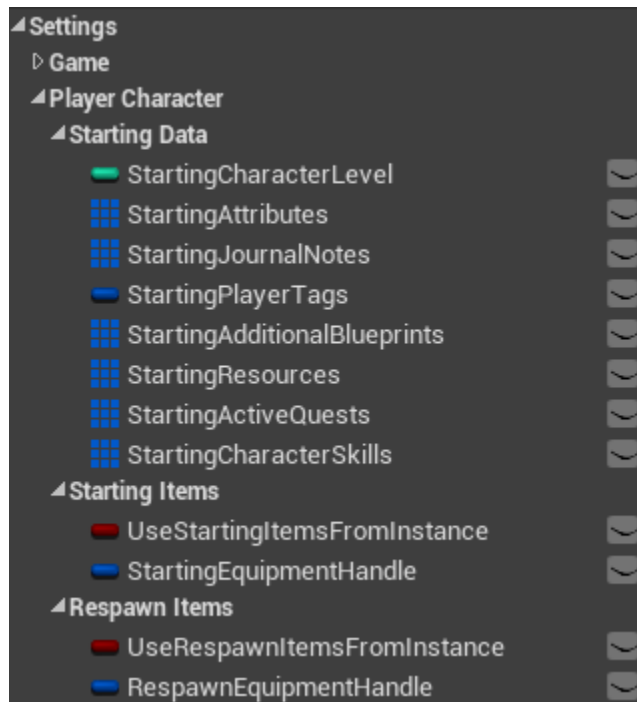 Settings
Game
Player Character
Starting Data
StartingCharacterLevel
StartingAttributes
StartingJournalNotes
StartingPlayerTags
StartingAdditionalBlueprints
StartingResources
StartingActiveQuests
StartingCharacterSkills
Starting Items
UseStartingItemsFromInstance
StartingEquipmentHandle
Respawn Items
UseRespawnItemsFromInstance
RespawnEquipmentHandle